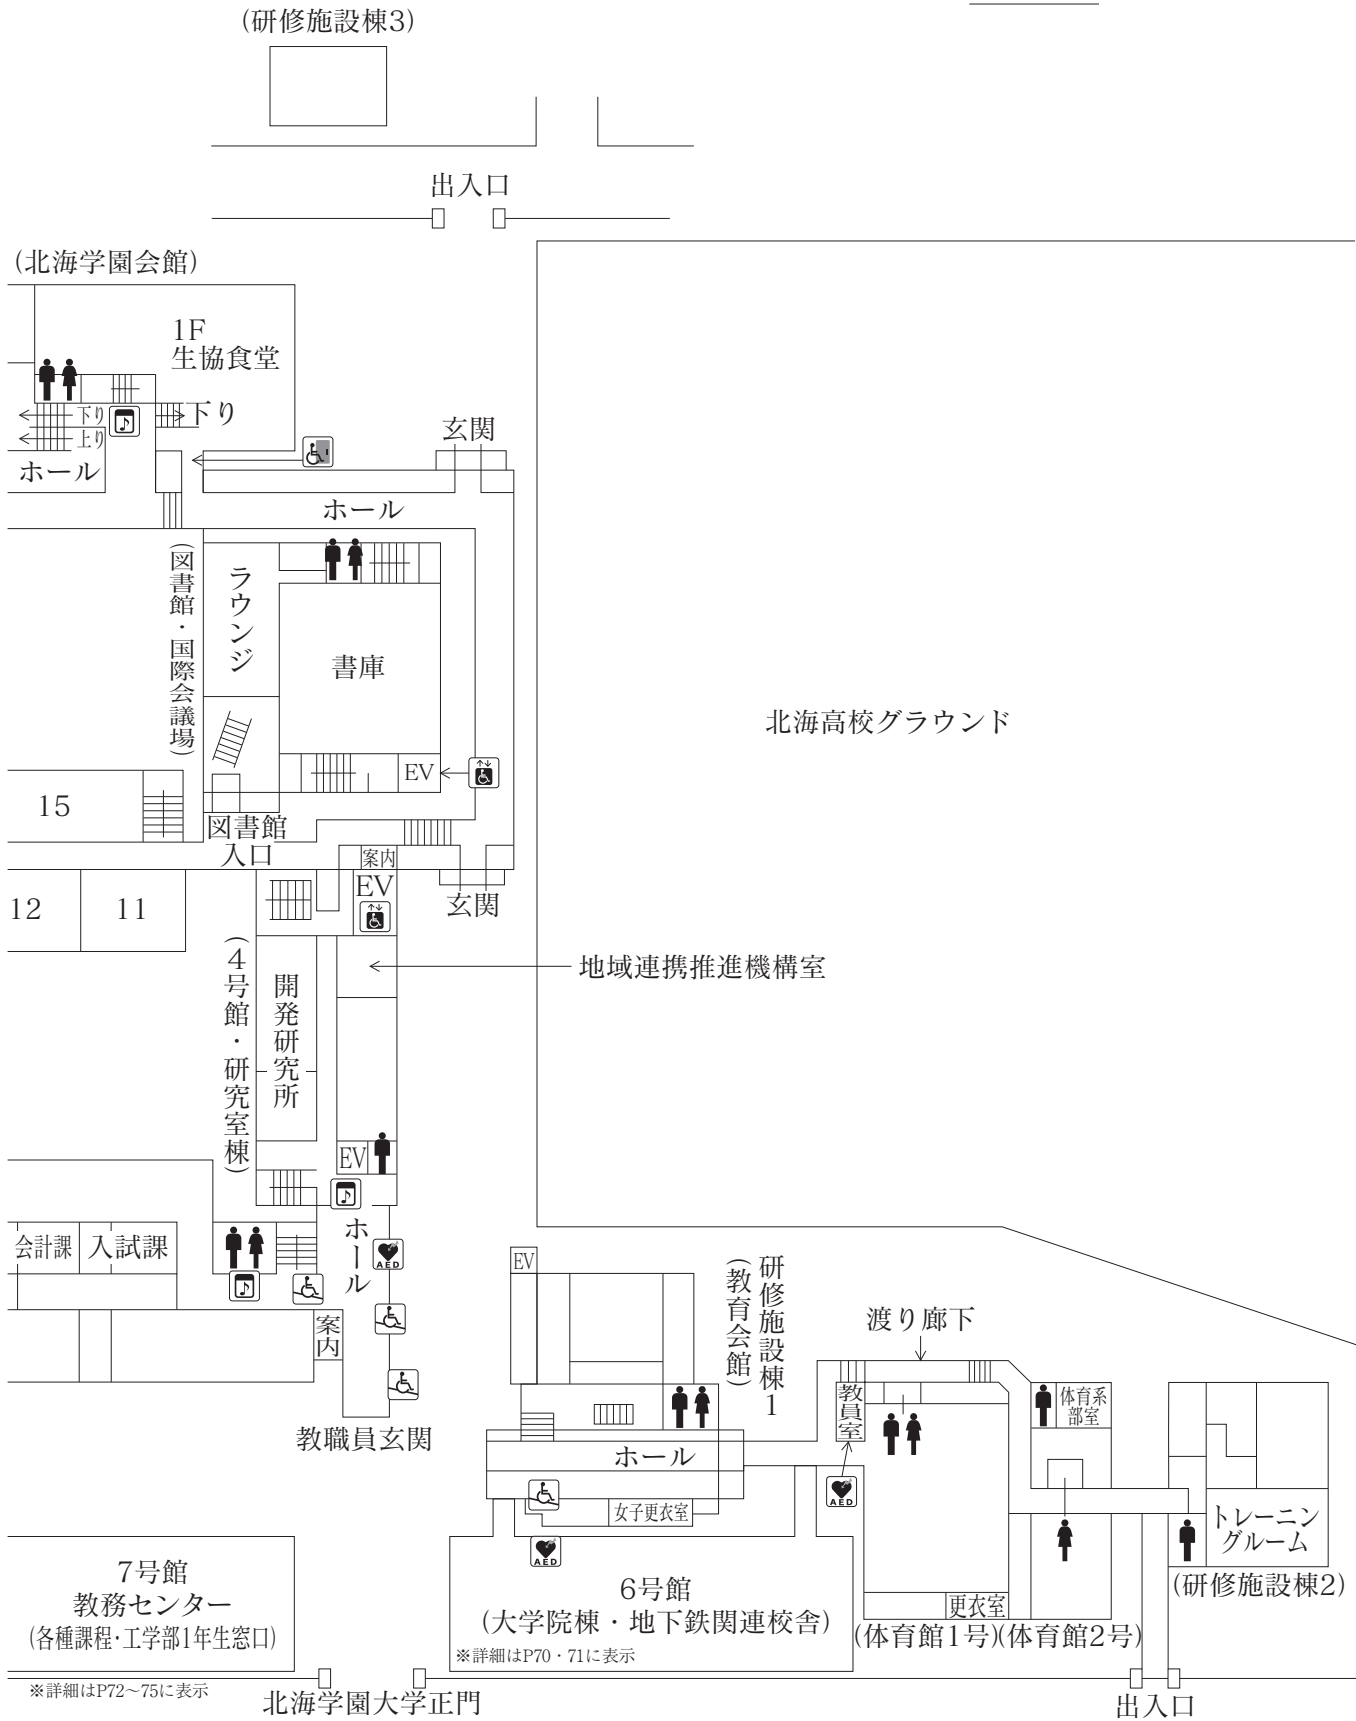 (研修施設棟3)
出入口
(北海学園会館)
1F
生協食堂
下り
下り
上り
ホール
玄関
ホール
(図書館・国際会議場)
ラウンジ
書庫
北海高校グラウンド
EV
15
図書館
入口
案内
EV
玄関
12
11
地域連携推進機構室
(4号館・研究室棟)
開発研究所
EV
ホール
会計課
入試課
AED
案内
教職員玄関
EV
研修施設棟1
(教育会館)
渡り廊下
教員室
体育系
部室
ホール
AED
女子更衣室
トレーニン
グルーム
AED
(研修施設棟2)
7号館
教務センター
(各種課程・工学部1年生窓口)
6号館
(大学院棟・地下鉄関連校舎)
※詳細はP70・71に表示
更衣室
(体育館1号)(体育館2号)
※詳細はP72〜75に表示
北海学園大学正門
出入口